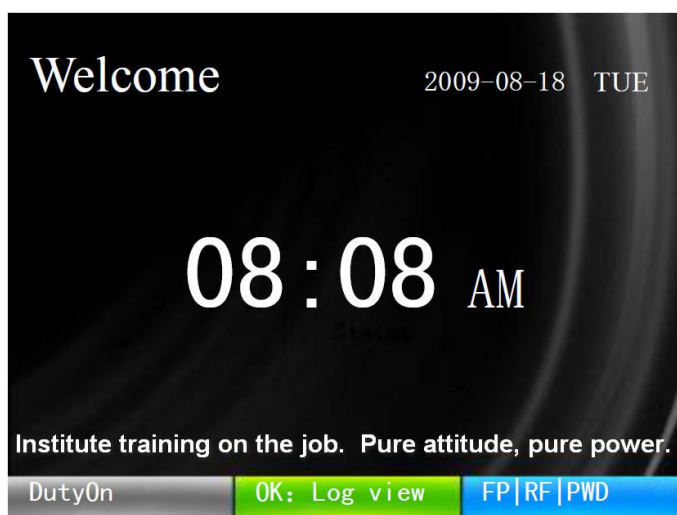 Welcome
2009-08-18 TUE
08:08 AM
Institute training on the job. Pure attitude, pure power.
DutyOn
OK: Log view
FP|RF|PWD